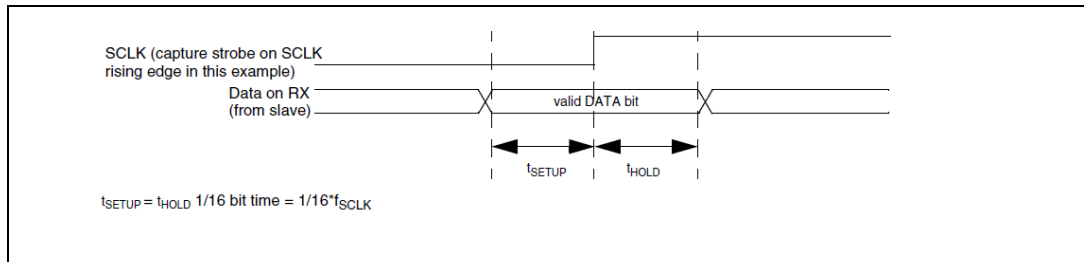 SCLK (capture strobe on SCLK
rising edge in this example)
Data on RX
(from slave)
valid DATA bit
tSETUP
tHOLD
tSETUP = tHOLD 1/16 bit time = 1/16*fSCLK